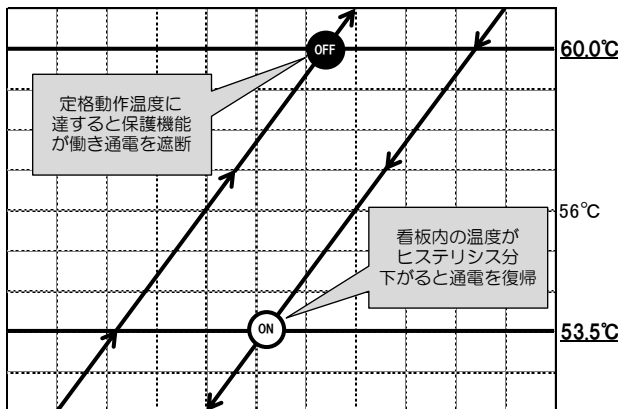 OFF
60.0℃
定格動作温度に
達すると保護機能
が働き通電を遮断
56℃
看板内の温度が
ヒステリシス分
下がると通電を復帰
ON
53.5℃